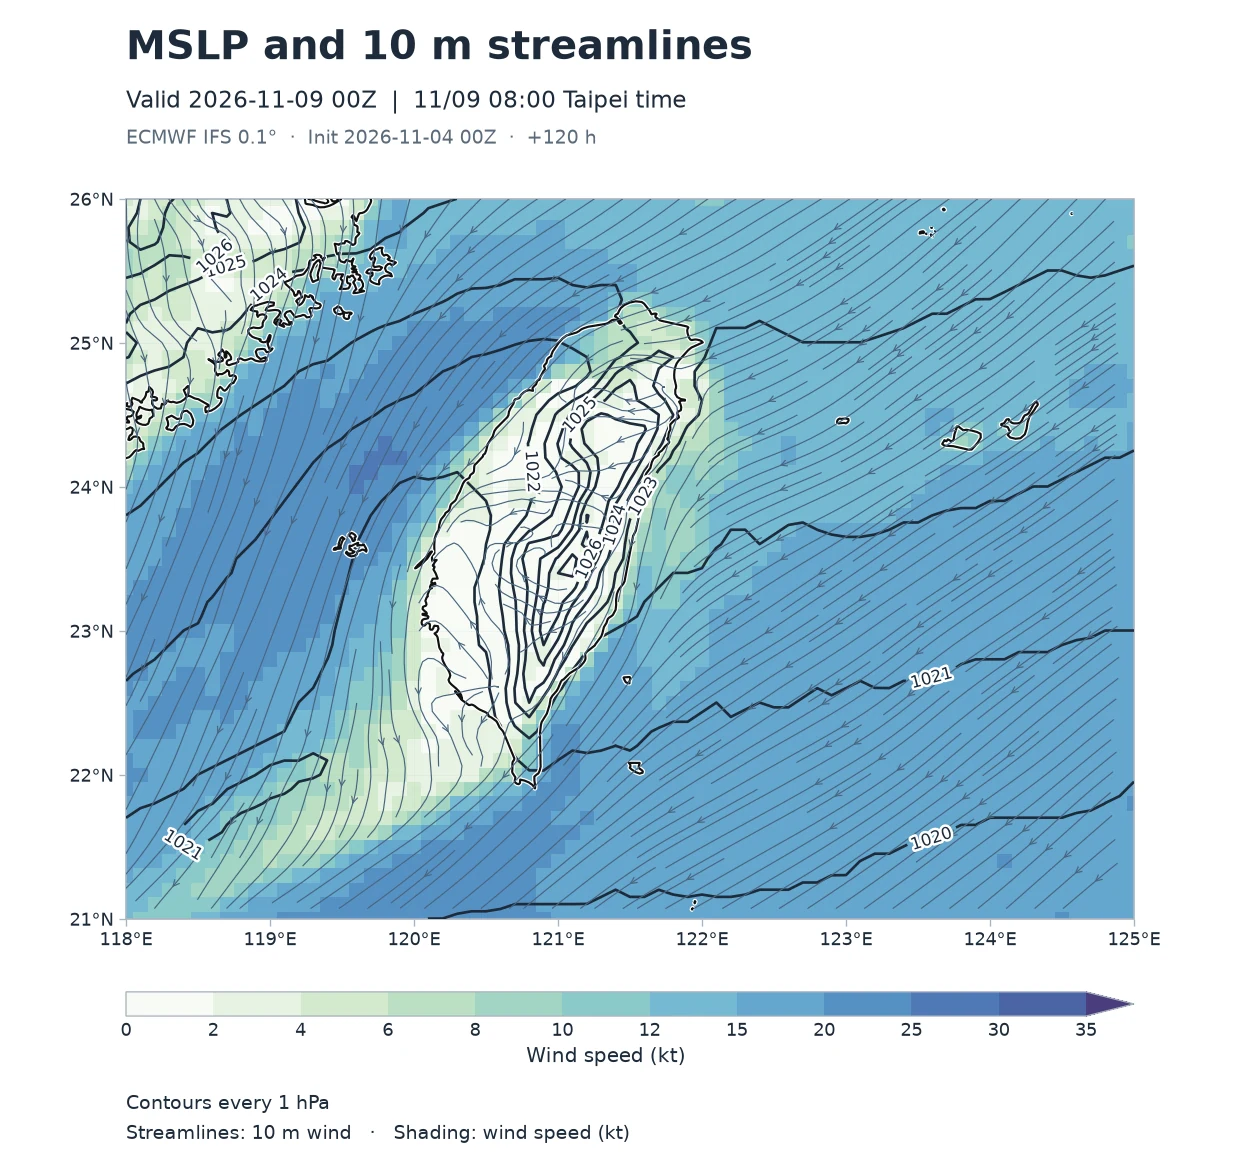 MSLP and 10 m streamlines
Valid 2026-11-09 00Z | 11/09 08:00 Taipei time
ECMWF IFS 0.1° · Init 2026-11-04 00Z · +120 h
26°N
25°N
24°N
23°N
22°N
21°N
1026
1025
1024
1025
1022
1023
1024
1026
1021
1020
1021
118°E 119°E 120°E 121°E 122°E 123°E 124°E 125°E
0 2 4 6 8 10 12 15 20 25 30 35
Wind speed (kt)
Contours every 1 hPa
Streamlines: 10 m wind · Shading: wind speed (kt)